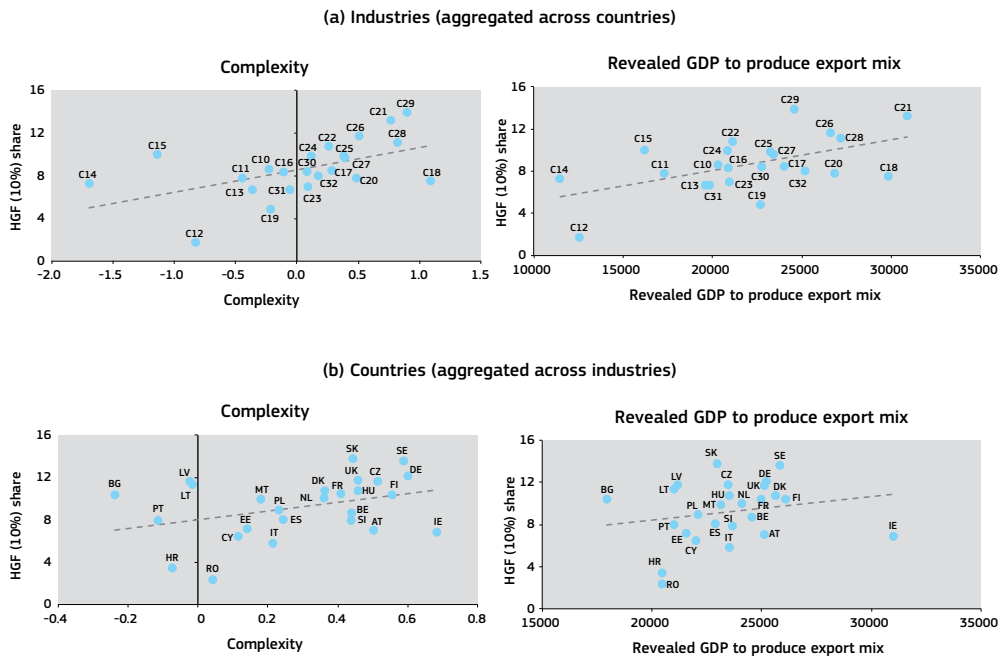 (a) Industries (aggregated across countries)
Complexity
HGF (10%) share
16
12
8
4
0
C14
C15
C12
C11
C13
C10
C19
C16
C31
C24
C30
C23
C22
C32
C17
C25
C27
C26
C20
C21
C28
C29
C18
-2.0
-1.5
-1.0
-0.5
0.0
0.5
1.0
1.5
Complexity
Revealed GDP to produce export mix
HGF (10%) share
16
12
8
4
0
C14
C12
C15
C11
C13
C31
C10
C24
C22
C16
C23
C19
C30
C25
C27
C17
C29
C32
C26
C20
C28
C18
C21
10000
15000
20000
25000
30000
35000
Revealed GDP to produce export mix
(b) Countries (aggregated across industries)
Complexity
HGF (10%) share
16
12
8
4
0
BG
PT
HR
LV
LT
RO
CY
EE
MT
IT
PL
ES
DK
NL
FR
SK
UK
HU
BE
SI
CZ
AT
FI
SE
DE
IE
-0.4
-0.2
0
0.2
0.4
0.6
0.8
Complexity
Revealed GDP to produce export mix
HGF (10%) share
16
12
8
4
0
BG
HR
RO
LV
LT
PT
EE
CY
PL
SK
ES
MT
HU
CZ
SI
IT
NL
BE
FR
UK
DE
AT
DK
SE
FI
IE
15000
20000
25000
30000
35000
Revealed GDP to produce export mix